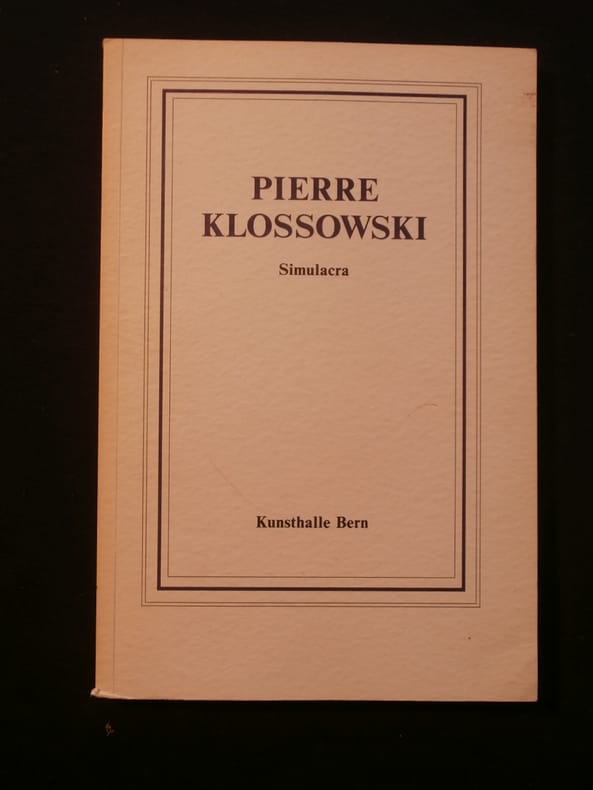 PIERRE
KLOSSOWSKI
Simulacra
Kunsthalle Bern